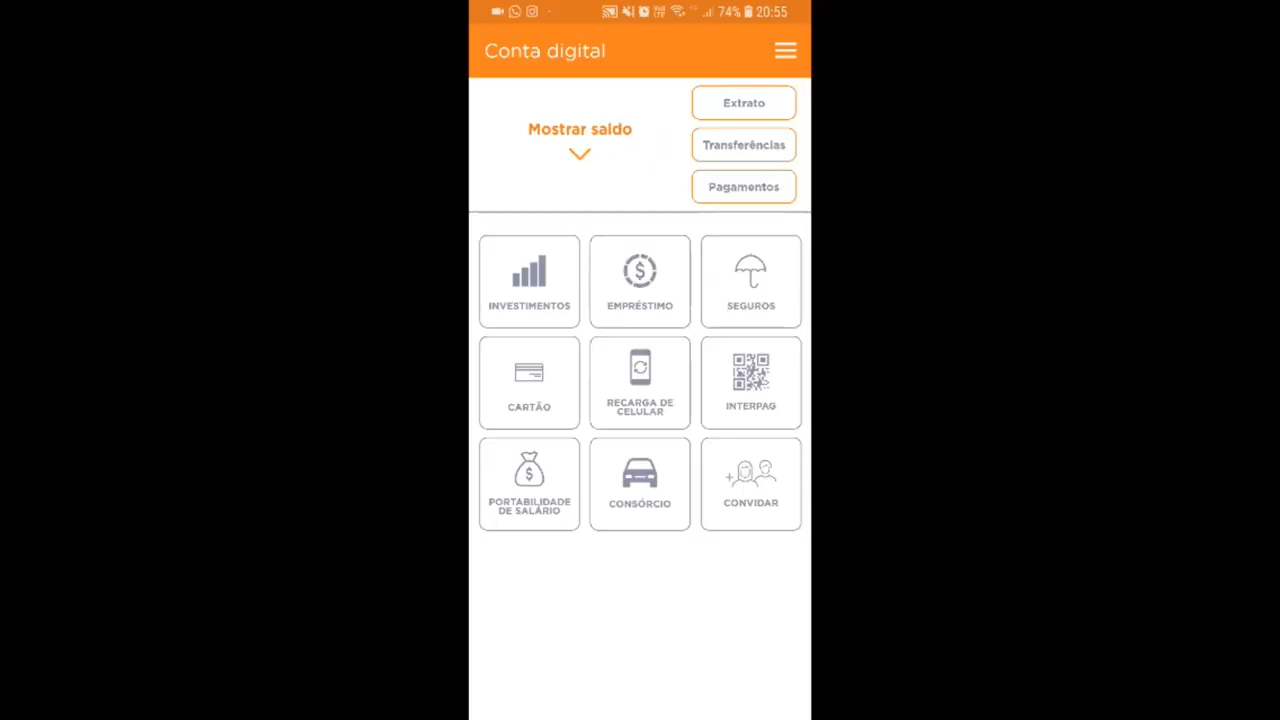 74% 20:55
Conta digital
Extrato
Mostrar saldo
Transferências
Pagamentos
INVESTIMENTOS
EMPRÉSTIMO
SEGUROS
CARTÃO
RECARGA DE
CELULAR
INTERPAG
PORTABILIDADE
DE SALÁRIO
CONSÓRCIO
CONVIDAR